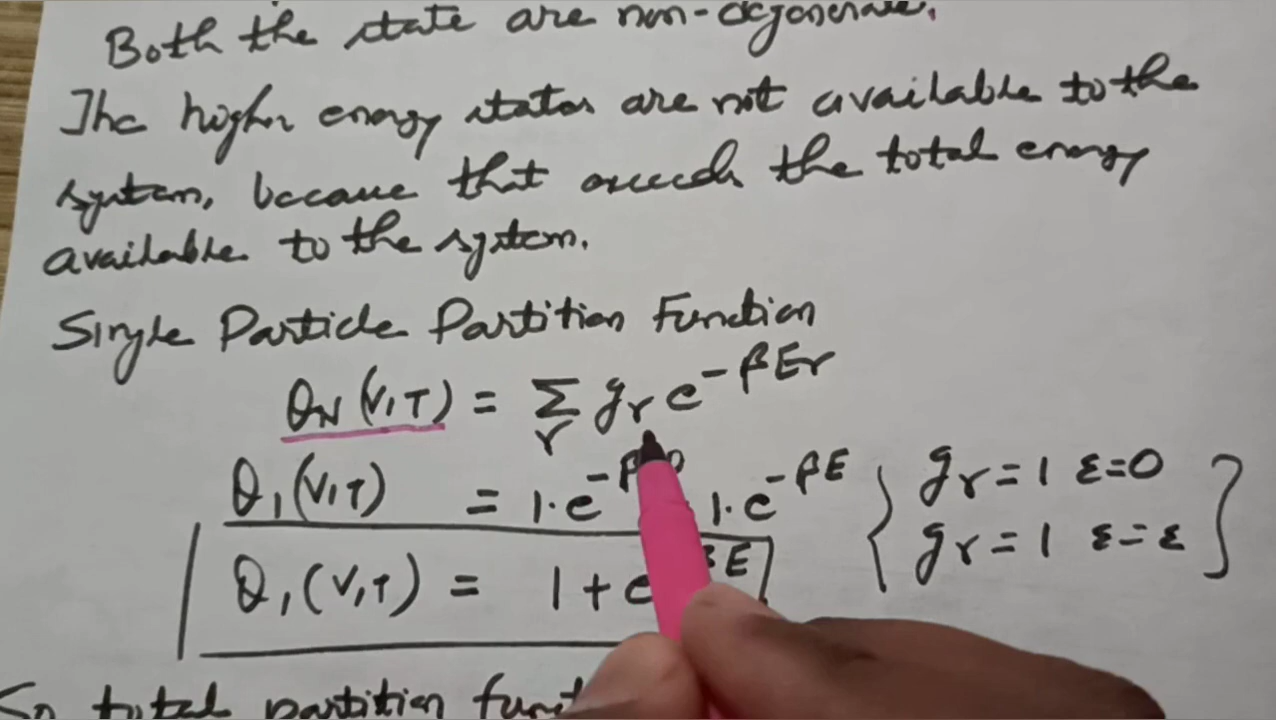 Both the state are non-degenerate.
The higher energy states are not available to the
system, because that exceeds the total energy
available to the system.
Single Particle Partition Function
Q_N (V,T) = Σ_r g_r e^{-βE_r}
Q_1 (V,T) = 1·e^{-β} 1·e^{-βE} { g_r = 1 ε=0
g_r = 1 ε=ε }
Q_1 (V,T) = 1 + e^{βE}
So total partition funct